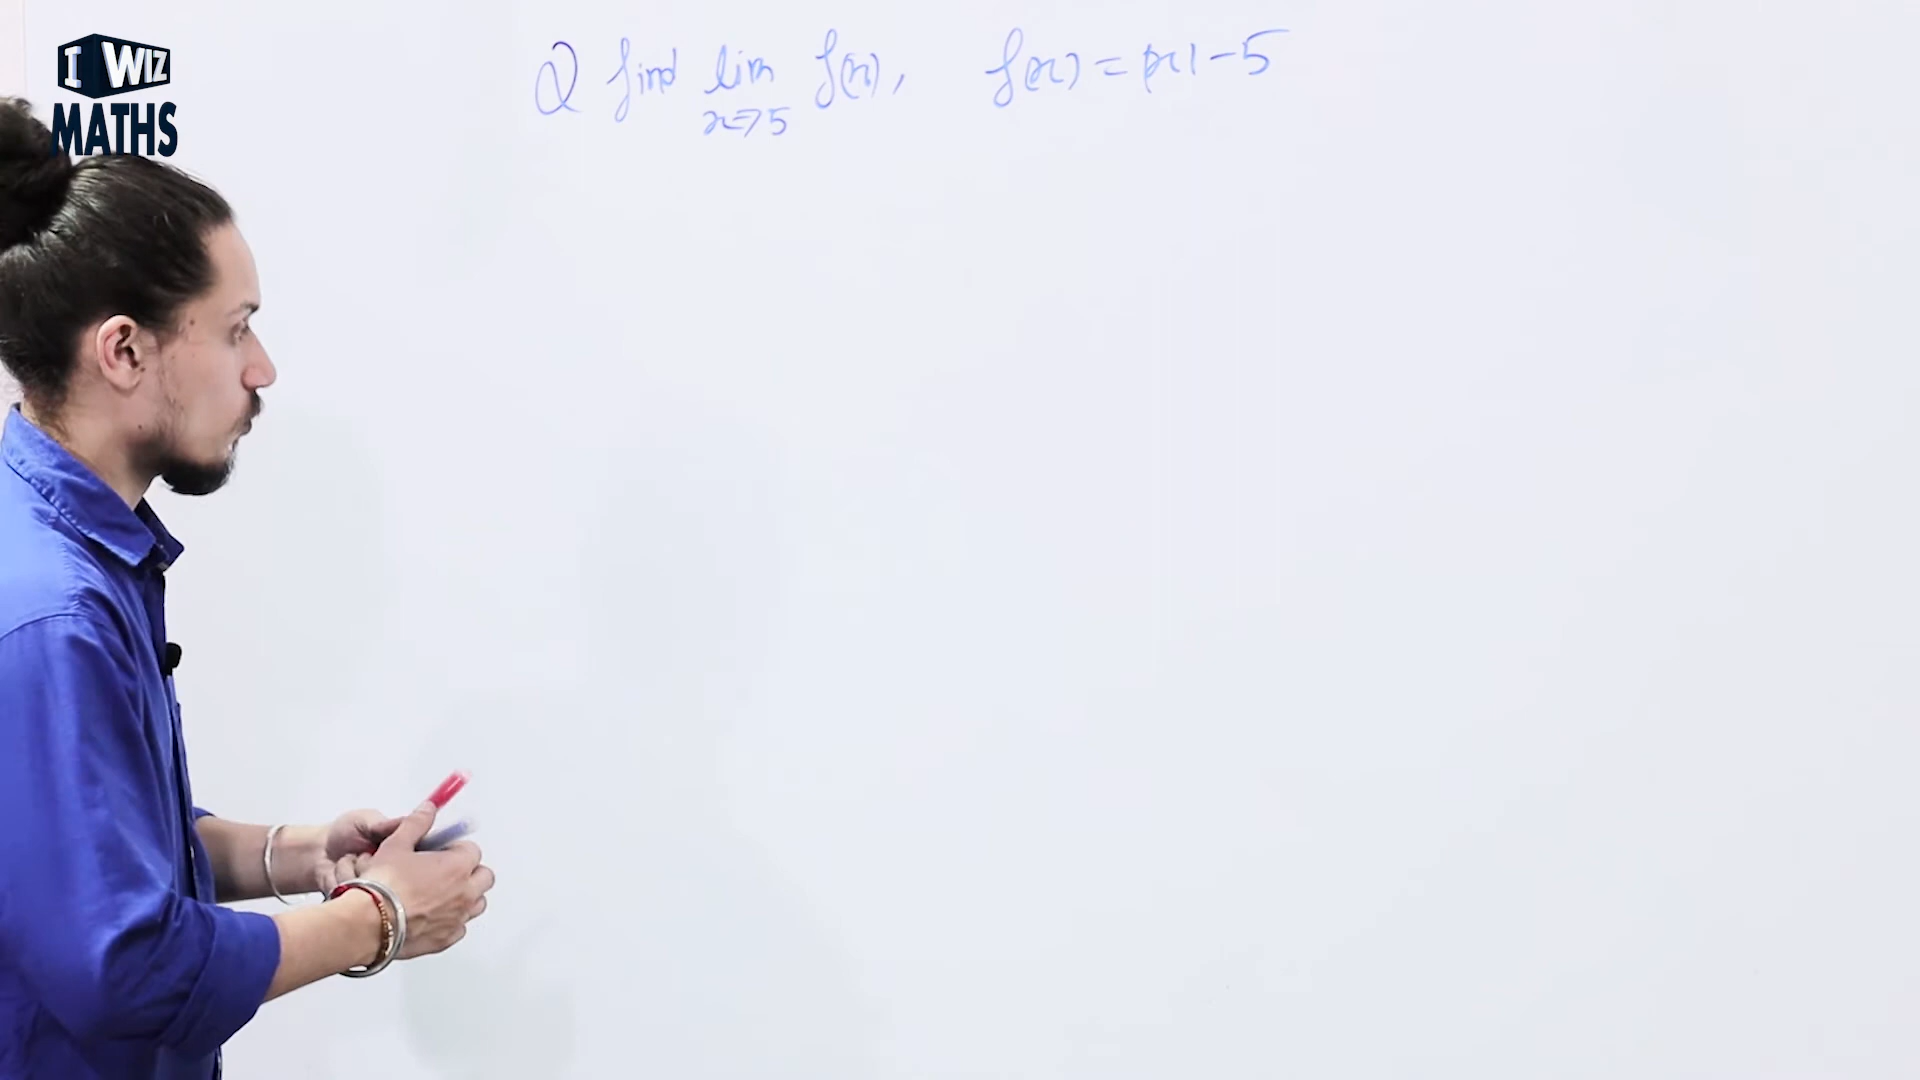 I WIZ
MATHS
Q find lim f(x), f(x) = |x| - 5
x→5